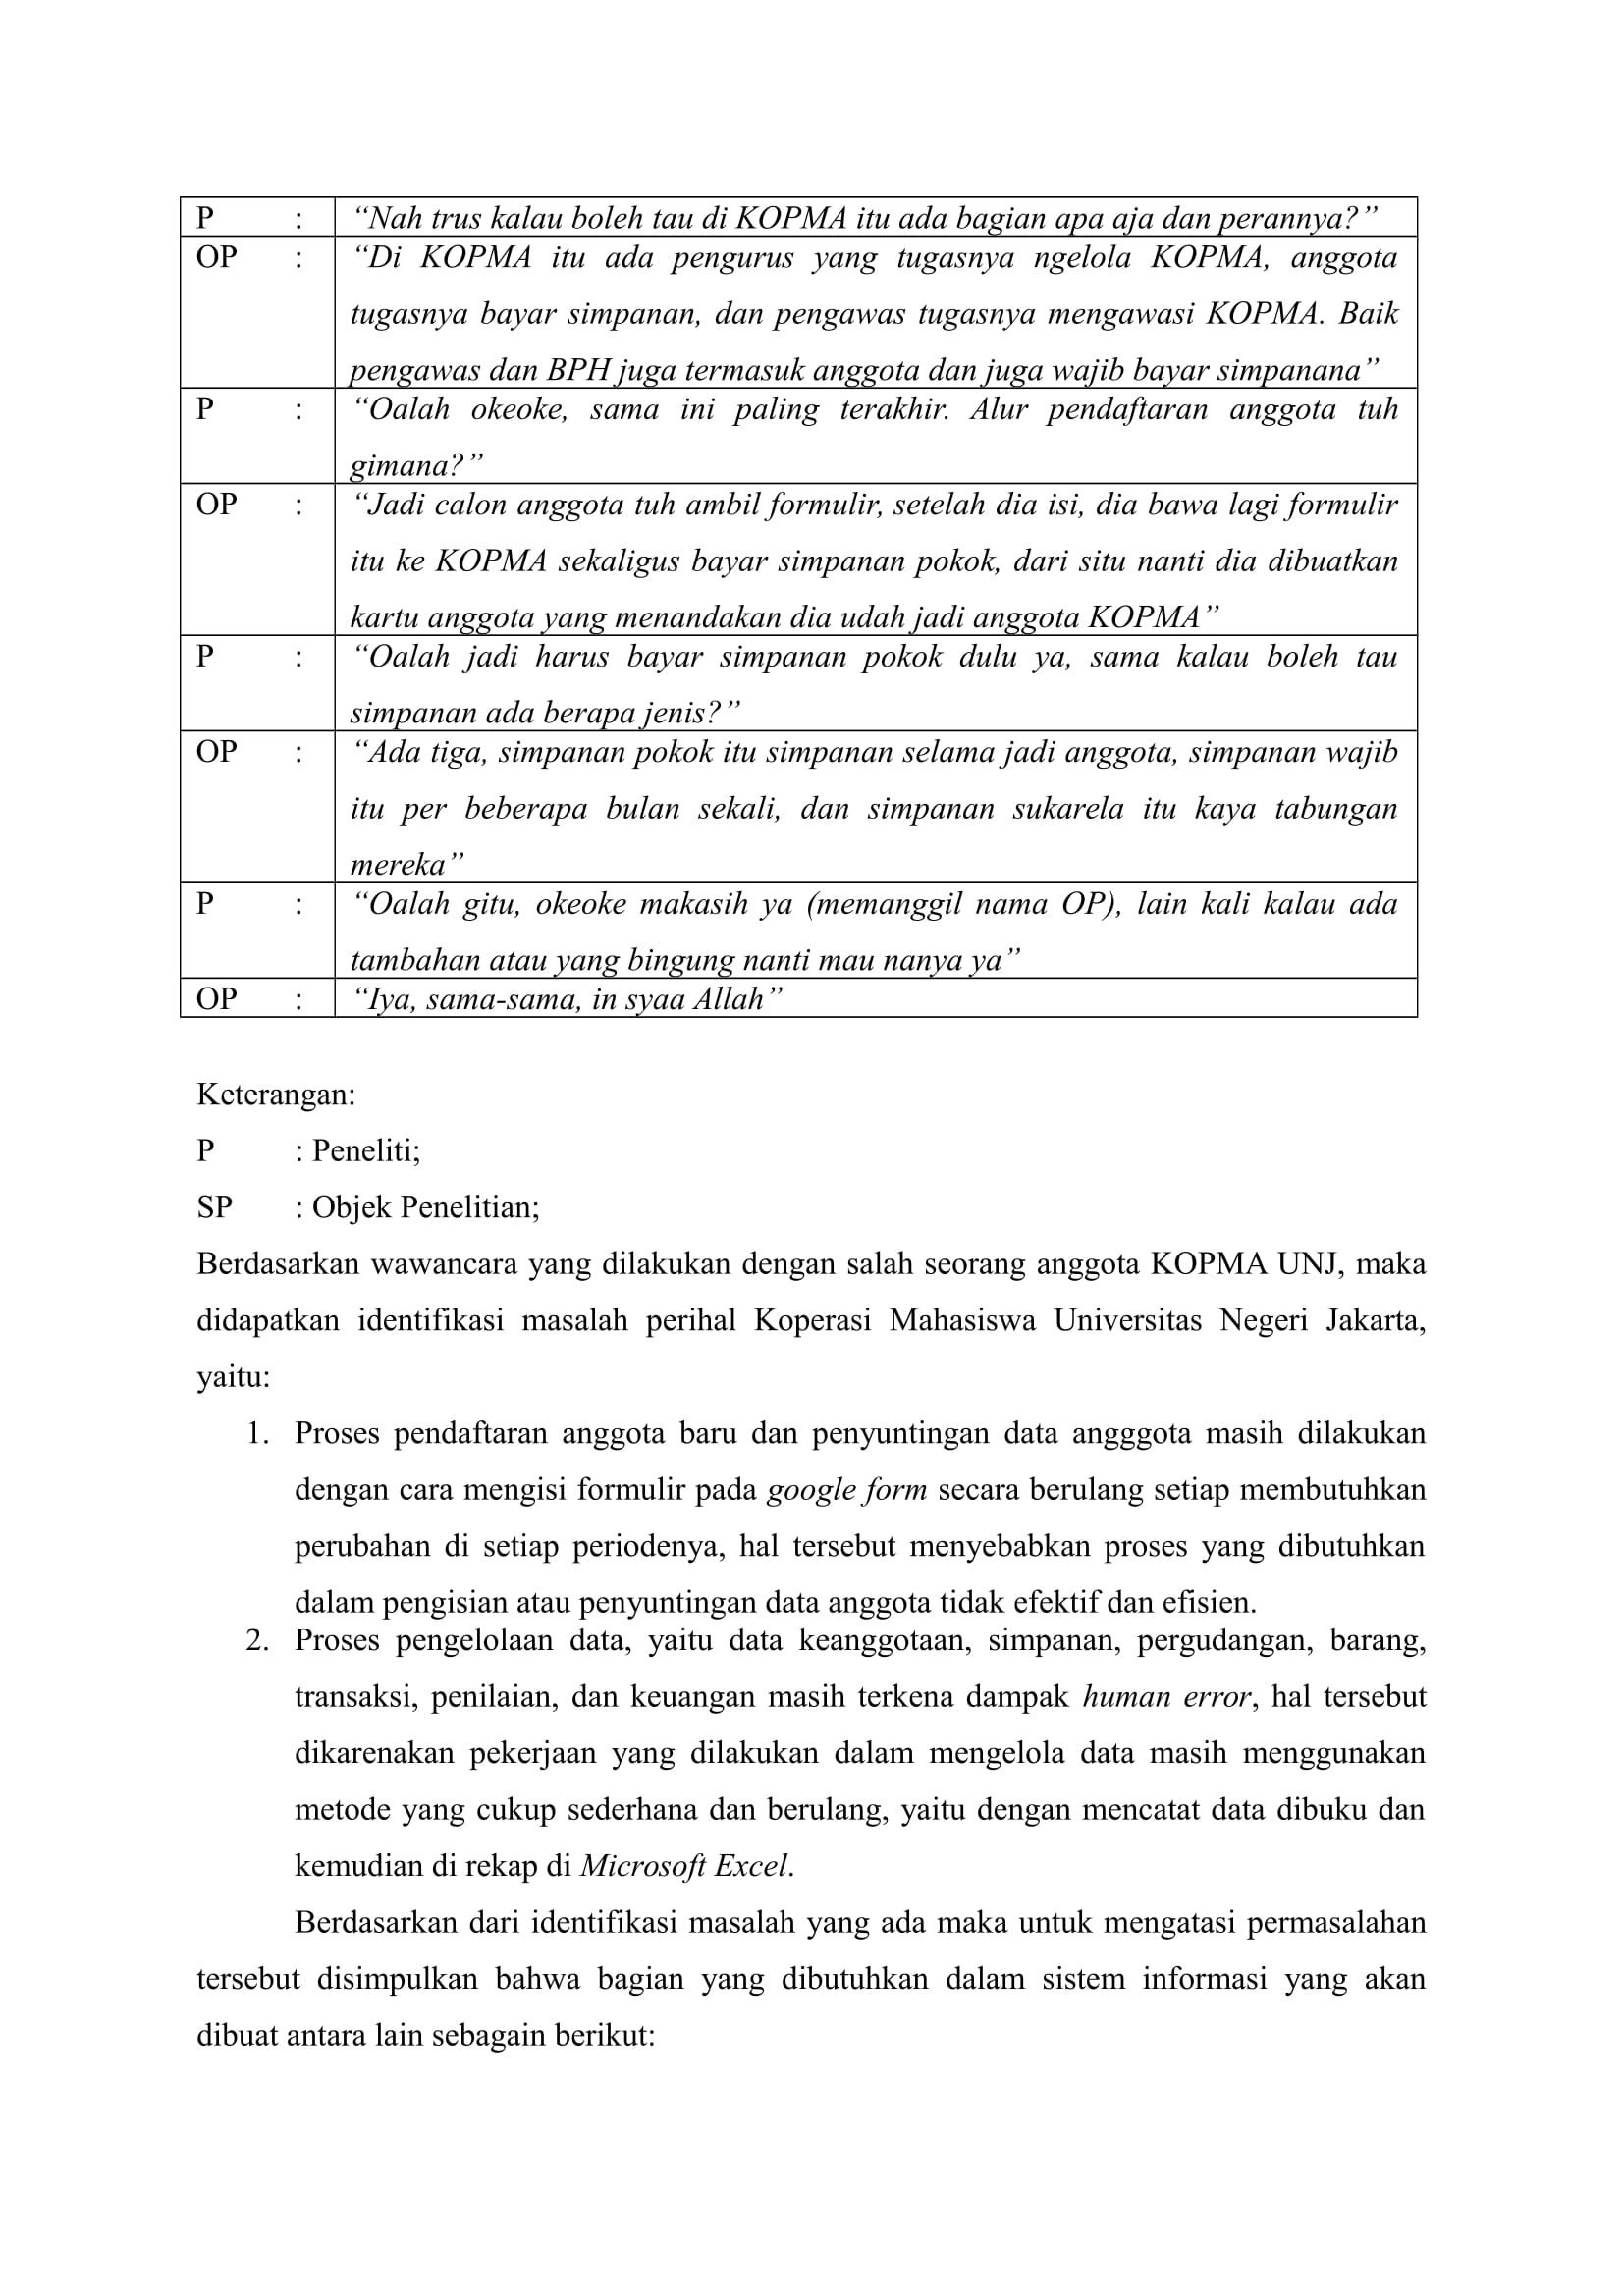 P : “Nah trus kalau boleh tau di KOPMA itu ada bagian apa aja dan perannya?”
OP : “Di KOPMA itu ada pengurus yang tugasnya ngelola KOPMA, anggota
tugasnya bayar simpanan, dan pengawas tugasnya mengawasi KOPMA. Baik
pengawas dan BPH juga termasuk anggota dan juga wajib bayar simpanana”
P : “Oalah okeoke, sama ini paling terakhir. Alur pendaftaran anggota tuh
gimana?”
OP : “Jadi calon anggota tuh ambil formulir, setelah dia isi, dia bawa lagi formulir
itu ke KOPMA sekaligus bayar simpanan pokok, dari situ nanti dia dibuatkan
kartu anggota yang menandakan dia udah jadi anggota KOPMA”
P : “Oalah jadi harus bayar simpanan pokok dulu ya, sama kalau boleh tau
simpanan ada berapa jenis?”
OP : “Ada tiga, simpanan pokok itu simpanan selama jadi anggota, simpanan wajib
itu per beberapa bulan sekali, dan simpanan sukarela itu kaya tabungan
mereka”
P : “Oalah gitu, okeoke makasih ya (memanggil nama OP), lain kali kalau ada
tambahan atau yang bingung nanti mau nanya ya”
OP : “Iya, sama-sama, in syaa Allah”
Keterangan:
P : Peneliti;
SP : Objek Penelitian;
Berdasarkan wawancara yang dilakukan dengan salah seorang anggota KOPMA UNJ, maka
didapatkan identifikasi masalah perihal Koperasi Mahasiswa Universitas Negeri Jakarta,
yaitu:
1. Proses pendaftaran anggota baru dan penyuntingan data angggota masih dilakukan
dengan cara mengisi formulir pada google form secara berulang setiap membutuhkan
perubahan di setiap periodenya, hal tersebut menyebabkan proses yang dibutuhkan
dalam pengisian atau penyuntingan data anggota tidak efektif dan efisien.
2. Proses pengelolaan data, yaitu data keanggotaan, simpanan, pergudangan, barang,
transaksi, penilaian, dan keuangan masih terkena dampak human error, hal tersebut
dikarenakan pekerjaan yang dilakukan dalam mengelola data masih menggunakan
metode yang cukup sederhana dan berulang, yaitu dengan mencatat data dibuku dan
kemudian di rekap di Microsoft Excel.
Berdasarkan dari identifikasi masalah yang ada maka untuk mengatasi permasalahan
tersebut disimpulkan bahwa bagian yang dibutuhkan dalam sistem informasi yang akan
dibuat antara lain sebagain berikut: